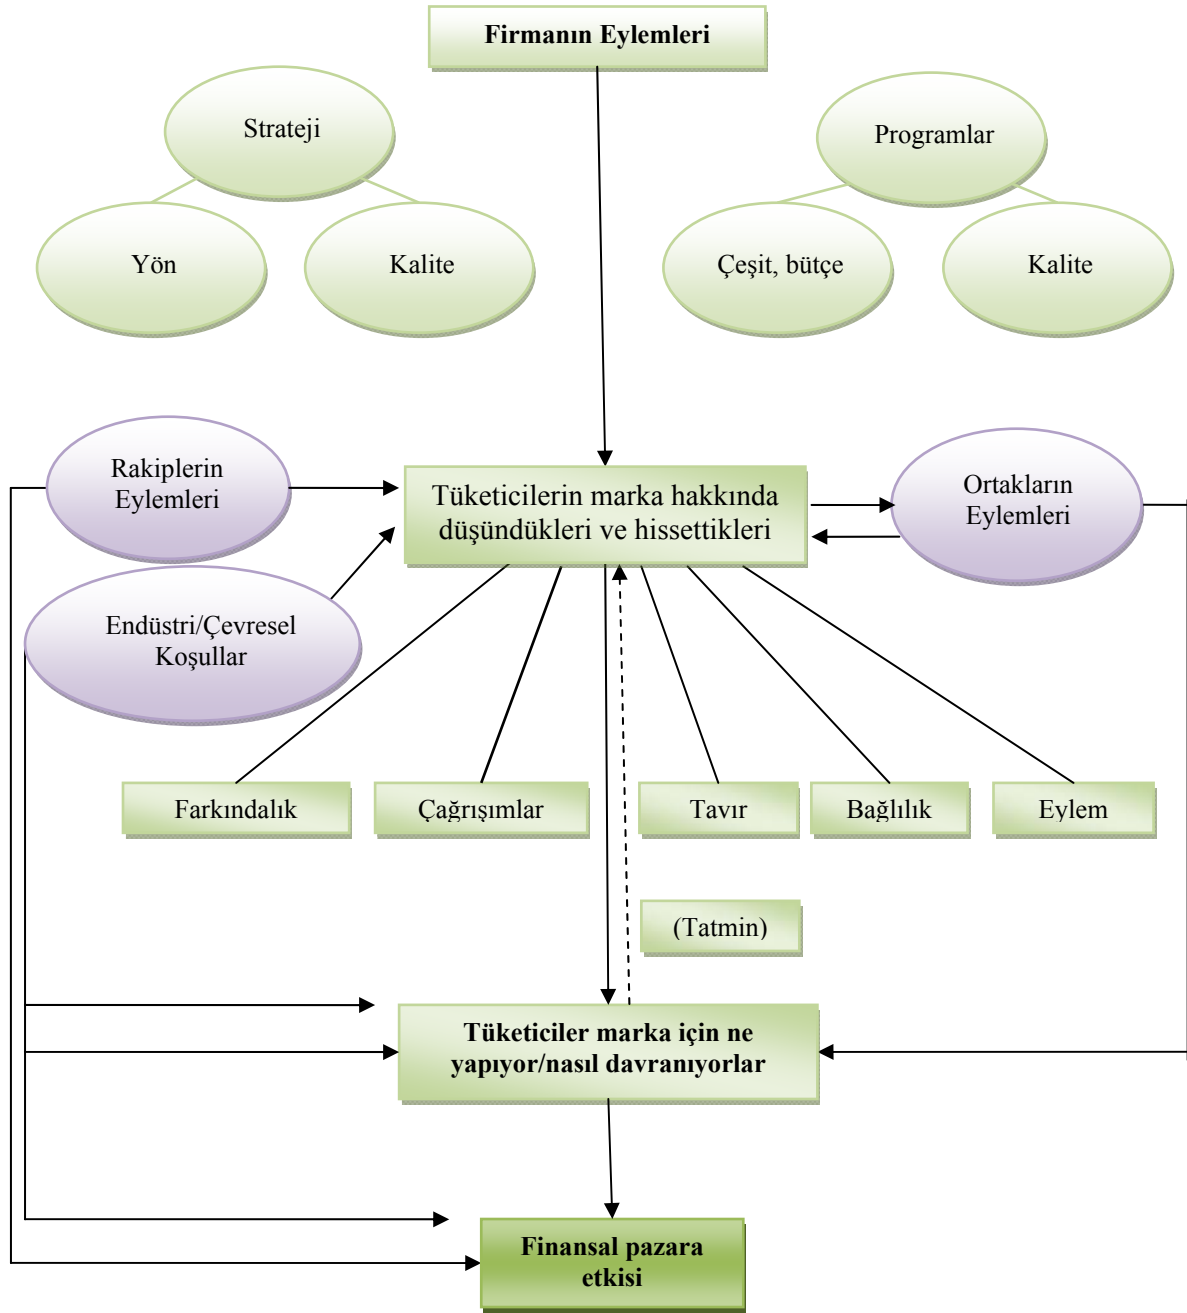 Firmanın Eylemleri
Strateji
Programlar
Yön
Kalite
Çeşit, bütçe
Kalite
Rakiplerin
Eylemleri
Tüketicilerin marka hakkında
düşündükleri ve hissettikleri
Ortakların
Eylemleri
Endüstri/Çevresel
Koşullar
Farkındalık
Çağrışımlar
Tavır
Bağlılık
Eylem
(Tatmin)
Tüketiciler marka için ne
yapıyor/nasıl davranıyorlar
Finansal pazara
etkisi